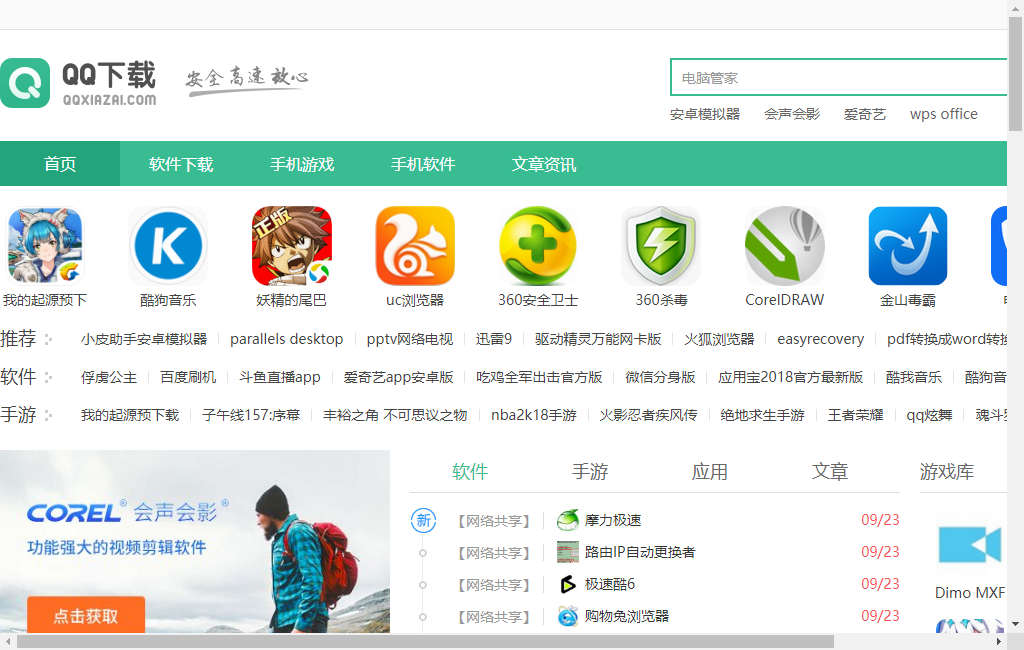 QQ下载
QQXIAZAI.COM
安全高速放心
电脑管家
安卓模拟器 会声会影 爱奇艺 wps office
首页 软件下载 手机游戏 手机软件 文章资讯
正版
我的起源预下 酷狗音乐 妖精的尾巴 uc浏览器 360安全卫士 360杀毒 CorelDRAW 金山毒霸
推荐 小皮助手安卓模拟器 parallels desktop pptv网络电视 迅雷9 驱动精灵万能网卡版 火狐浏览器 easyrecovery pdf转换成word转换
软件 俘虏公主 百度刷机 斗鱼直播app 爱奇艺app安卓版 吃鸡全军出击官方版 微信分身版 应用宝2018官方最新版 酷我音乐 酷狗音
手游 我的起源预下载 子午线157:序幕 丰裕之角 不可思议之物 nba2k18手游 火影忍者疾风传 绝地求生手游 王者荣耀 qq炫舞 魂斗
COREL® 会声会影®
功能强大的视频剪辑软件
点击获取
软件 手游 应用 文章 游戏库
新 【网络共享】 摩力极速 09/23
【网络共享】 路由IP自动更换者 09/23
【网络共享】 极速酷6 09/23
【网络共享】 购物兔浏览器 09/23
Dimo MXF